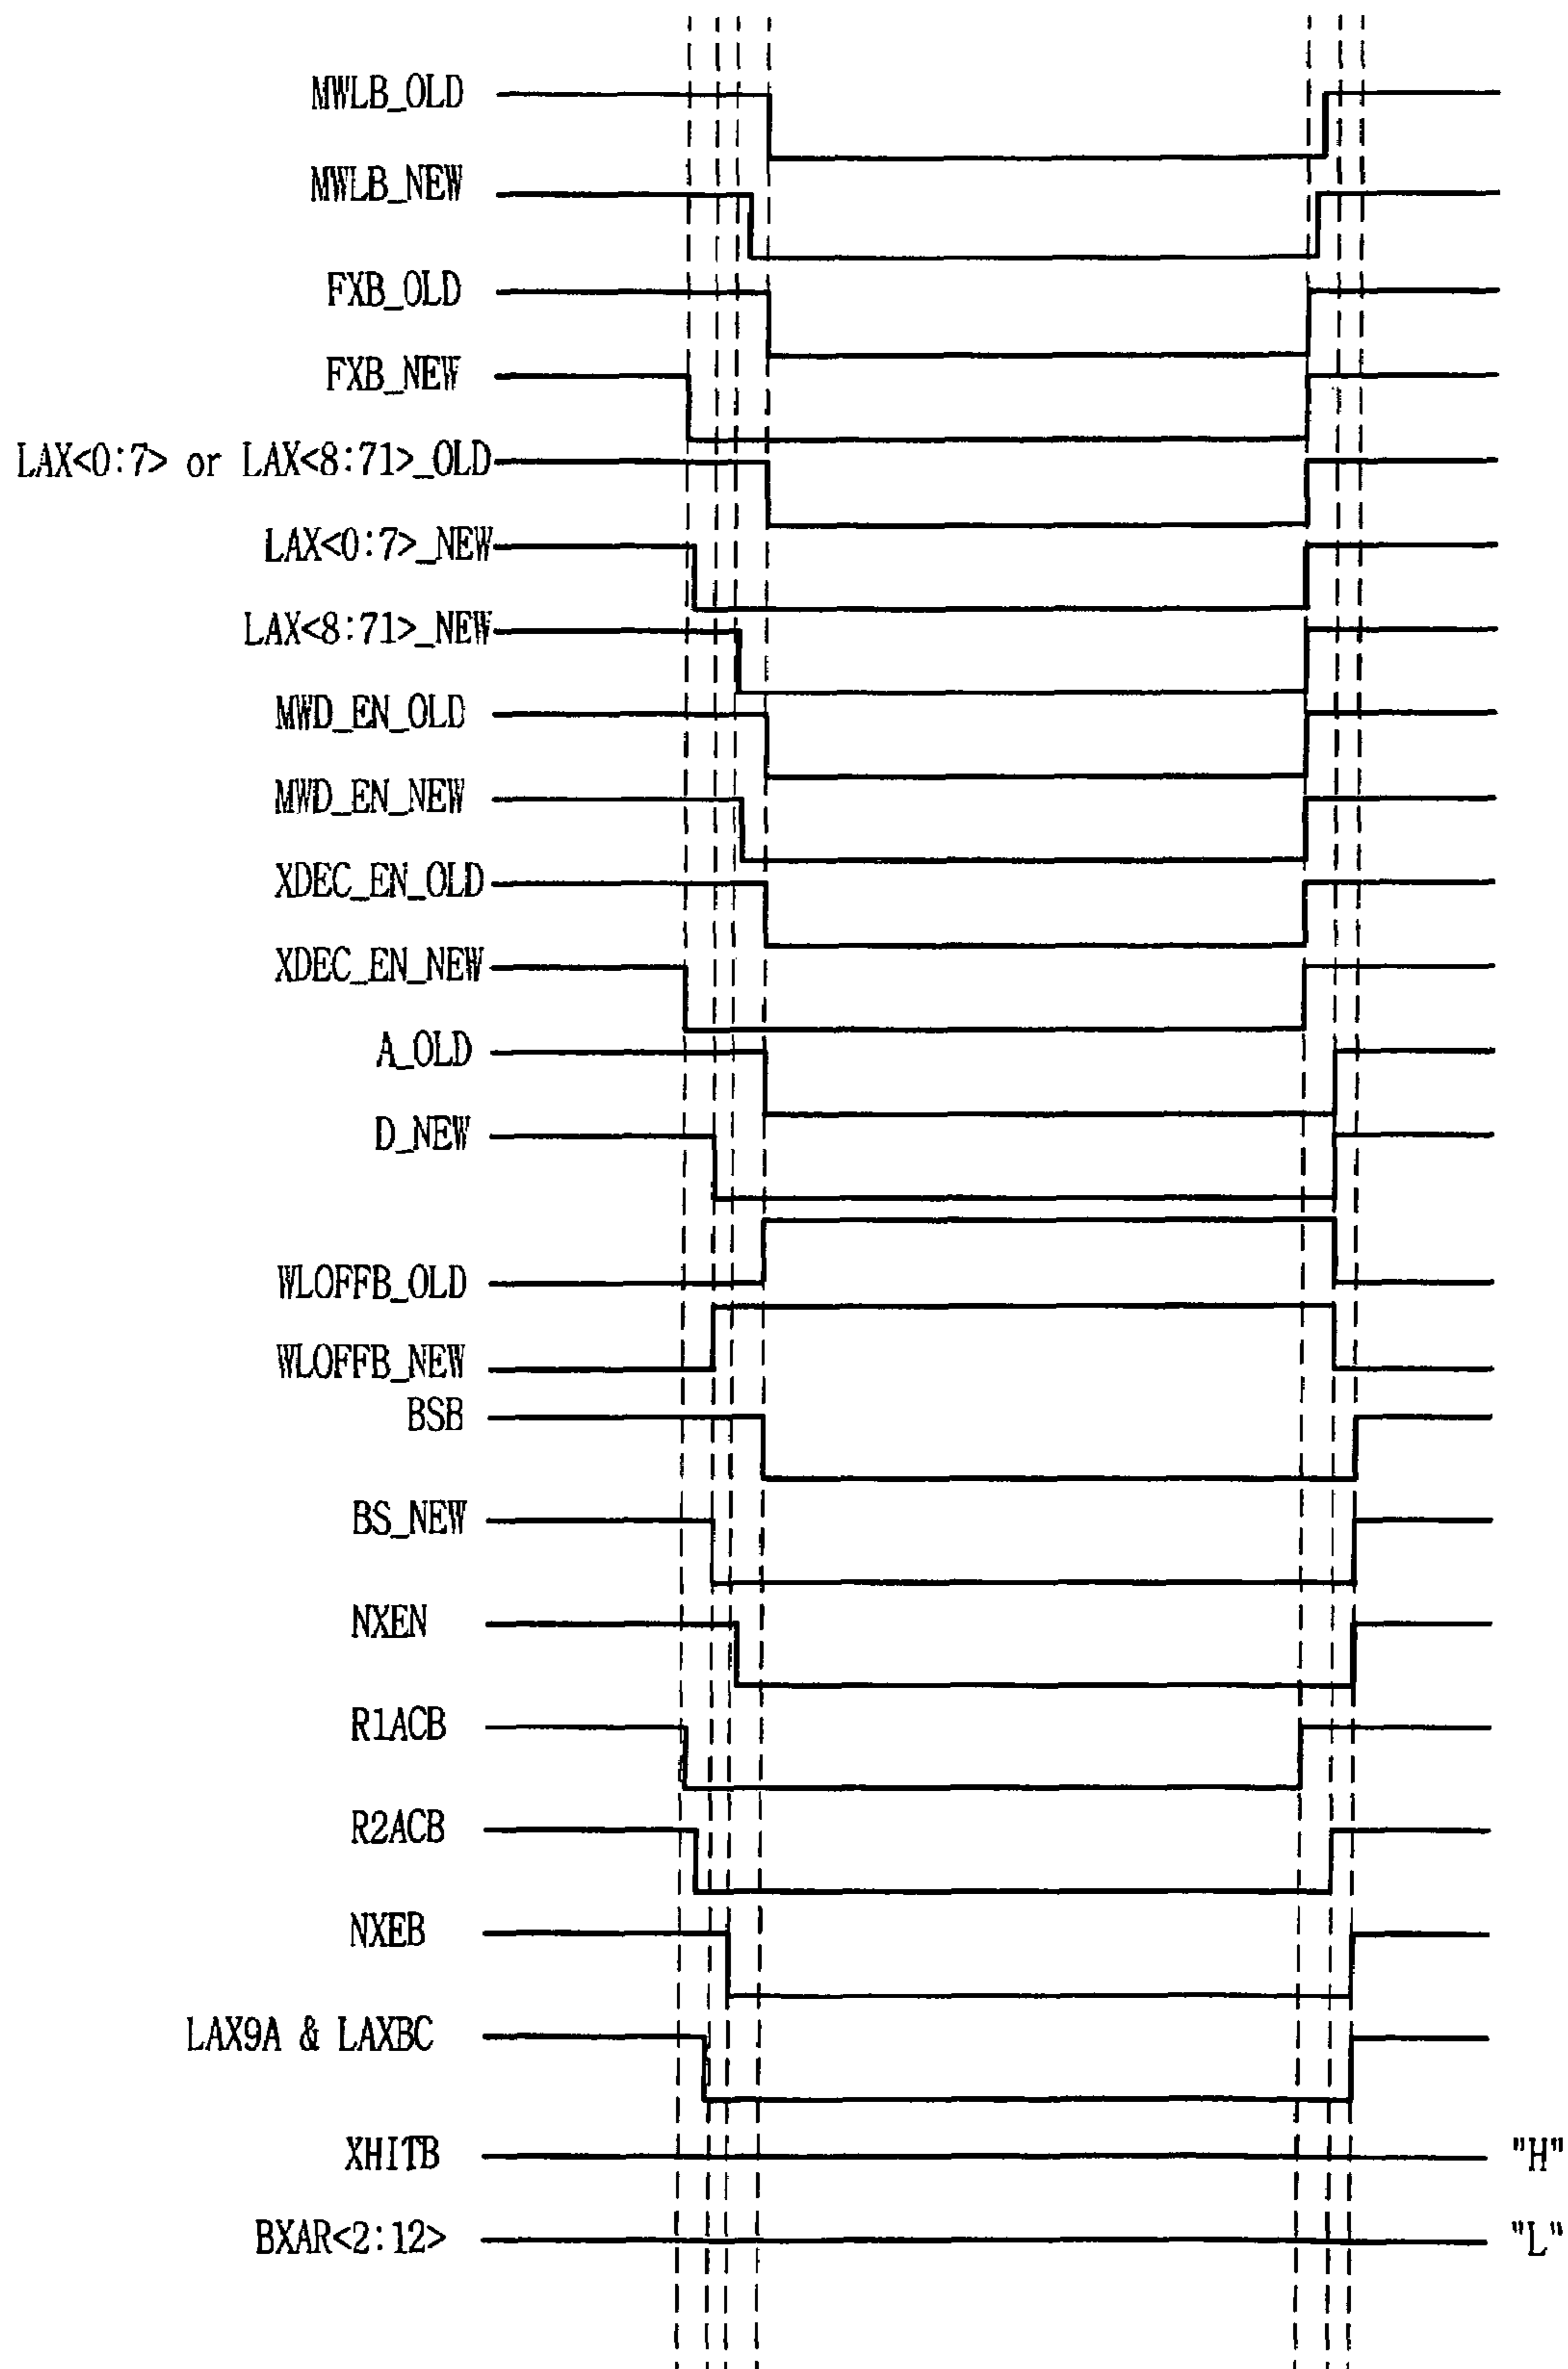 MWLB_OLD
MWLB_NEW
FXB_OLD
FXB_NEW
LAX<0:7> or LAX<8:71>_OLD
LAX<0:7>_NEW
LAX<8:71>_NEW
MWD_EN_OLD
MWD_EN_NEW
XDEC_EN_OLD
XDEC_EN_NEW
A_OLD
D_NEW
WLOFFB_OLD
WLOFFB_NEW
BSB
BS_NEW
NXEN
R1ACB
R2ACB
NXEB
LAX9A & LAXBC
XHITB "H"
BXAR<2:12> "L"